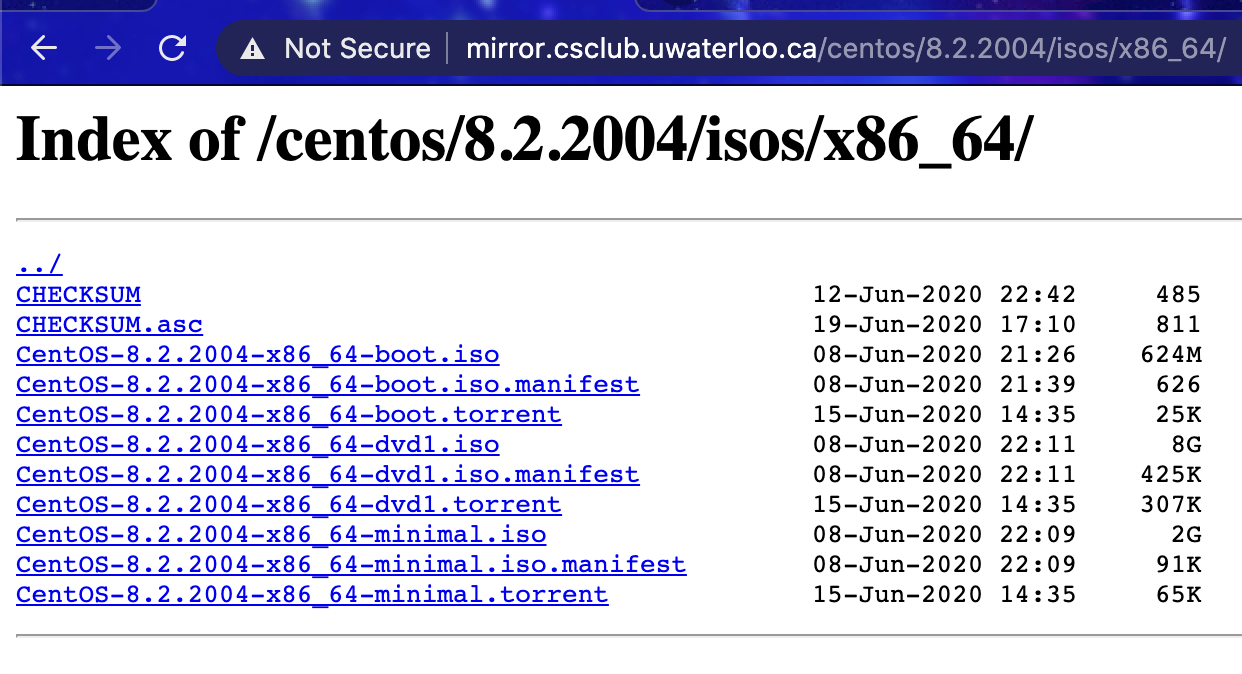 Not Secure mirror.csclub.uwaterloo.ca/centos/8.2.2004/isos/x86_64/
Index of /centos/8.2.2004/isos/x86_64/
../
CHECKSUM 12-Jun-2020 22:42 485
CHECKSUM.asc 19-Jun-2020 17:10 811
CentOS-8.2.2004-x86_64-boot.iso 08-Jun-2020 21:26 624M
CentOS-8.2.2004-x86_64-boot.iso.manifest 08-Jun-2020 21:39 626
CentOS-8.2.2004-x86_64-boot.torrent 15-Jun-2020 14:35 25K
CentOS-8.2.2004-x86_64-dvd1.iso 08-Jun-2020 22:11 8G
CentOS-8.2.2004-x86_64-dvd1.iso.manifest 08-Jun-2020 22:11 425K
CentOS-8.2.2004-x86_64-dvd1.torrent 15-Jun-2020 14:35 307K
CentOS-8.2.2004-x86_64-minimal.iso 08-Jun-2020 22:09 2G
CentOS-8.2.2004-x86_64-minimal.iso.manifest 08-Jun-2020 22:09 91K
CentOS-8.2.2004-x86_64-minimal.torrent 15-Jun-2020 14:35 65K